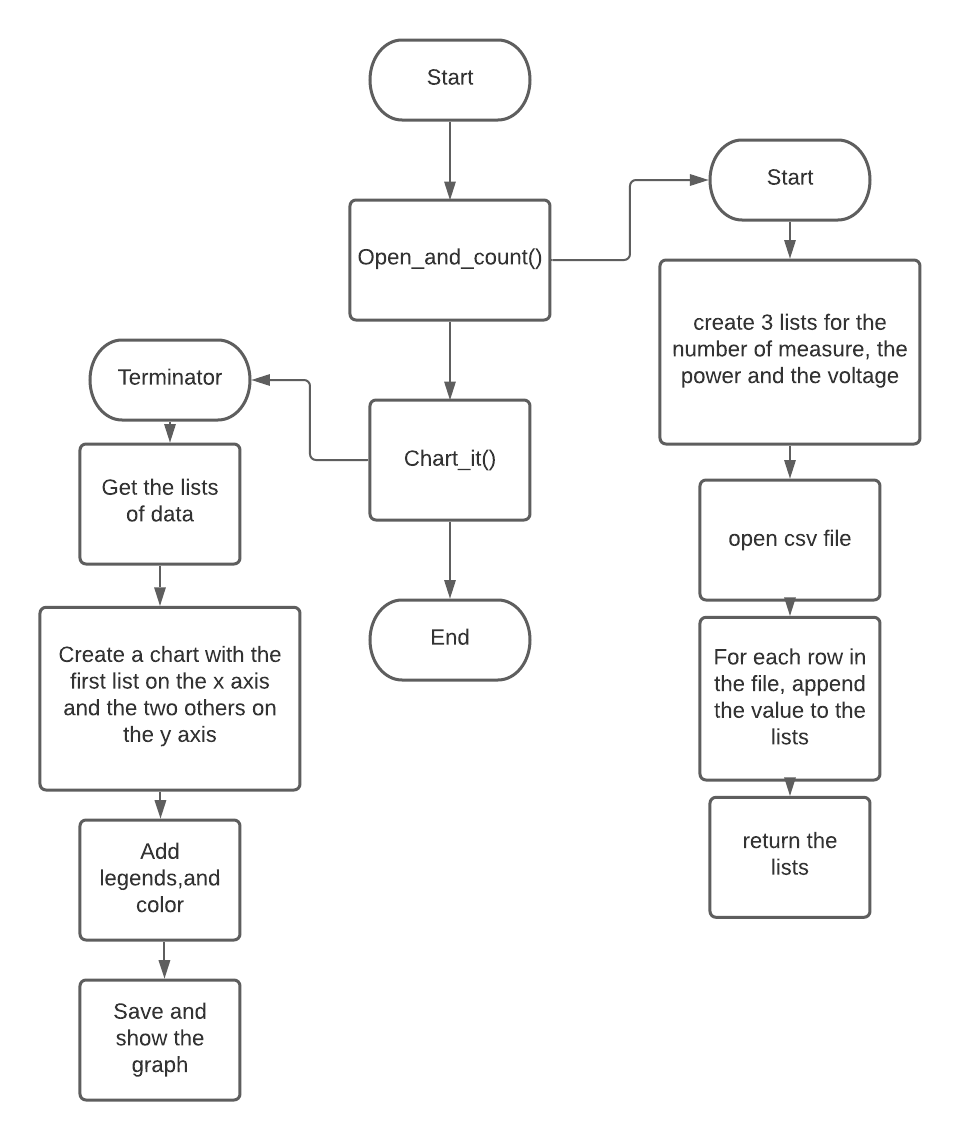 Start
Open_and_count()
Chart_it()
End
Start
create 3 lists for the
number of measure, the
power and the voltage
open csv file
For each row in
the file, append
the value to the
lists
return the
lists
Terminator
Get the lists
of data
Create a chart with the
first list on the x axis
and the two others on
the y axis
Add
legends,and
color
Save and
show the
graph